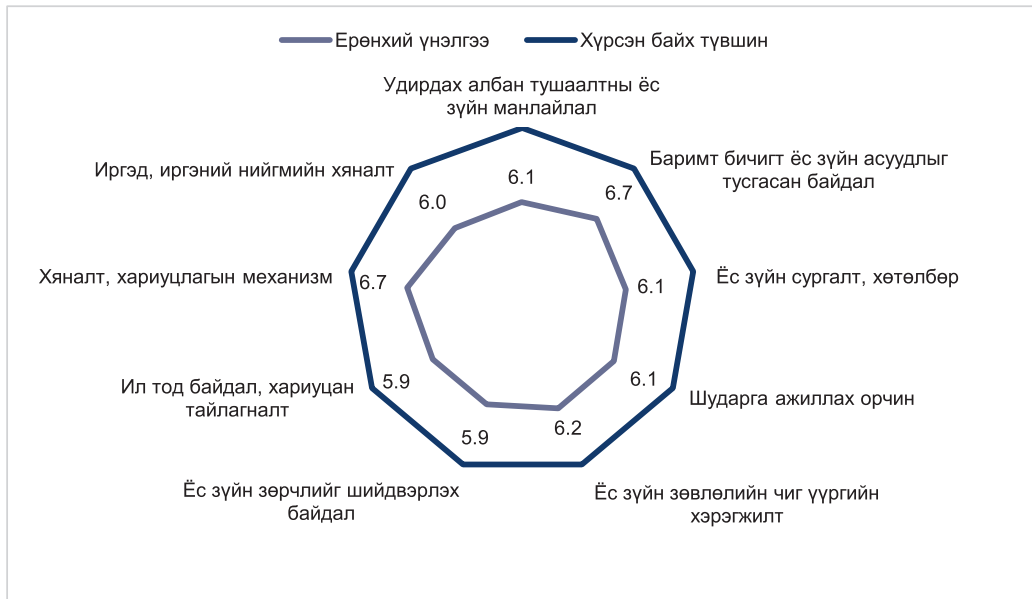 Ерөнхий үнэлгээ
Хүрсэн байх түвшин
Удирдах албан тушаалтны ёс
зүйн манлайлал
Баримт бичигт ёс зүйн асуудлыг
тусгасан байдал
Иргэд, иргэний нийгмийн хяналт
6.1
6.7
6.0
Хяналт, хариуцлагын механизм
6.7
6.1
Ёс зүйн сургалт, хөтөлбөр
Ил тод байдал, хариуцан
тайлагналт
5.9
6.1
Шударга ажиллах орчин
5.9
6.2
Ёс зүйн зөрчлийг шийдвэрлэх
байдал
Ёс зүйн зөвлөлийн чиг үүргийн
хэрэгжилт